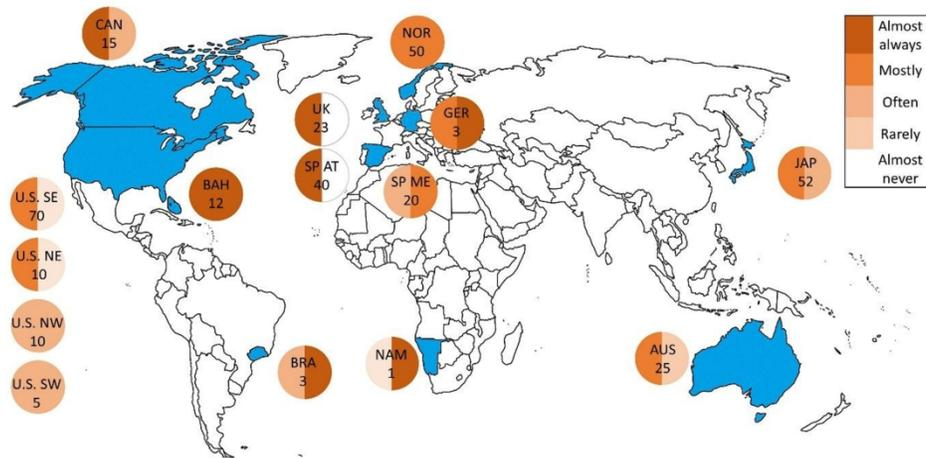 CAN
15
NOR
50
Almost
always
Mostly
Often
Rarely
Almost
never
UK
23
GER
3
SP AT
40
SP ME
20
JAP
52
BAH
12
U.S. SE
70
U.S. NE
10
U.S. NW
10
U.S. SW
5
BRA
3
NAM
1
AUS
25